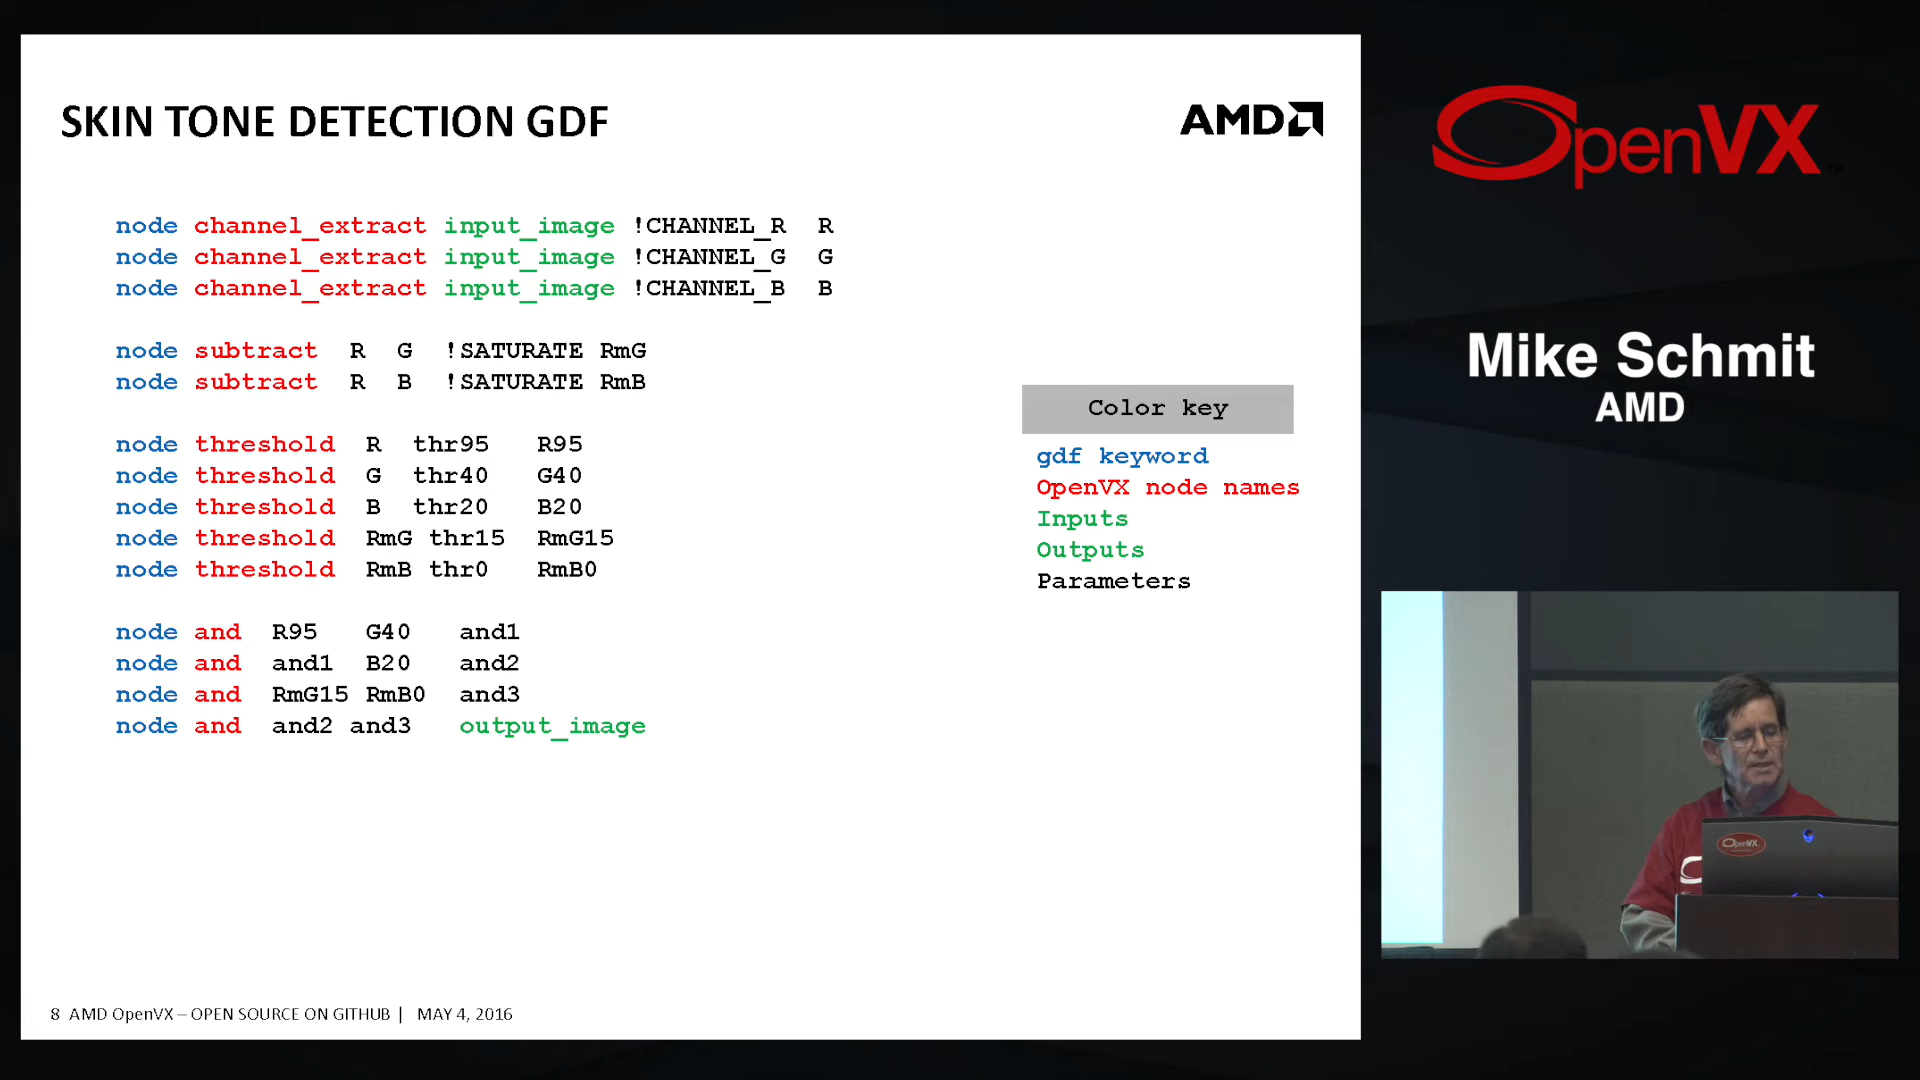 SKIN TONE DETECTION GDF
AMD
node channel_extract input_image !CHANNEL_R R
node channel_extract input_image !CHANNEL_G G
node channel_extract input_image !CHANNEL_B B
node subtract R G !SATURATE RmG
node subtract R B !SATURATE RmB
node threshold R thr95 R95
node threshold G thr40 G40
node threshold B thr20 B20
node threshold RmG thr15 RmG15
node threshold RmB thr0 RmB0
node and R95 G40 and1
node and and1 B20 and2
node and RmG15 RmB0 and3
node and and2 and3 output_image
Color key
gdf keyword
OpenVX node names
Inputs
Outputs
Parameters
8 AMD OpenVX – OPEN SOURCE ON GITHUB | MAY 4, 2016
OpenVX™
Mike Schmit
AMD
OpenVX